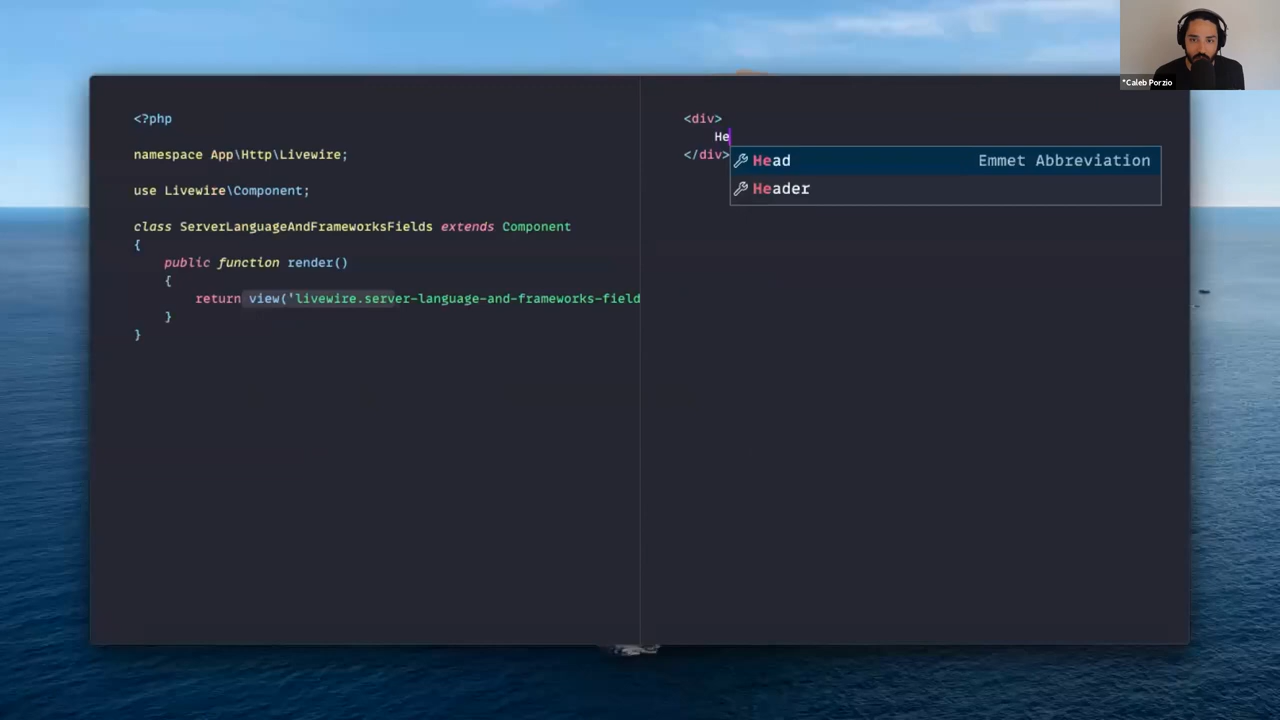 *Caleb Porzio
<?php
namespace App\Http\Livewire;
use Livewire\Component;
class ServerLanguageAndFrameworksFields extends Component
{
public function render()
{
return view('livewire.server-language-and-frameworks-field
}
}
<div>
He
</div>
Head Emmet Abbreviation
Header